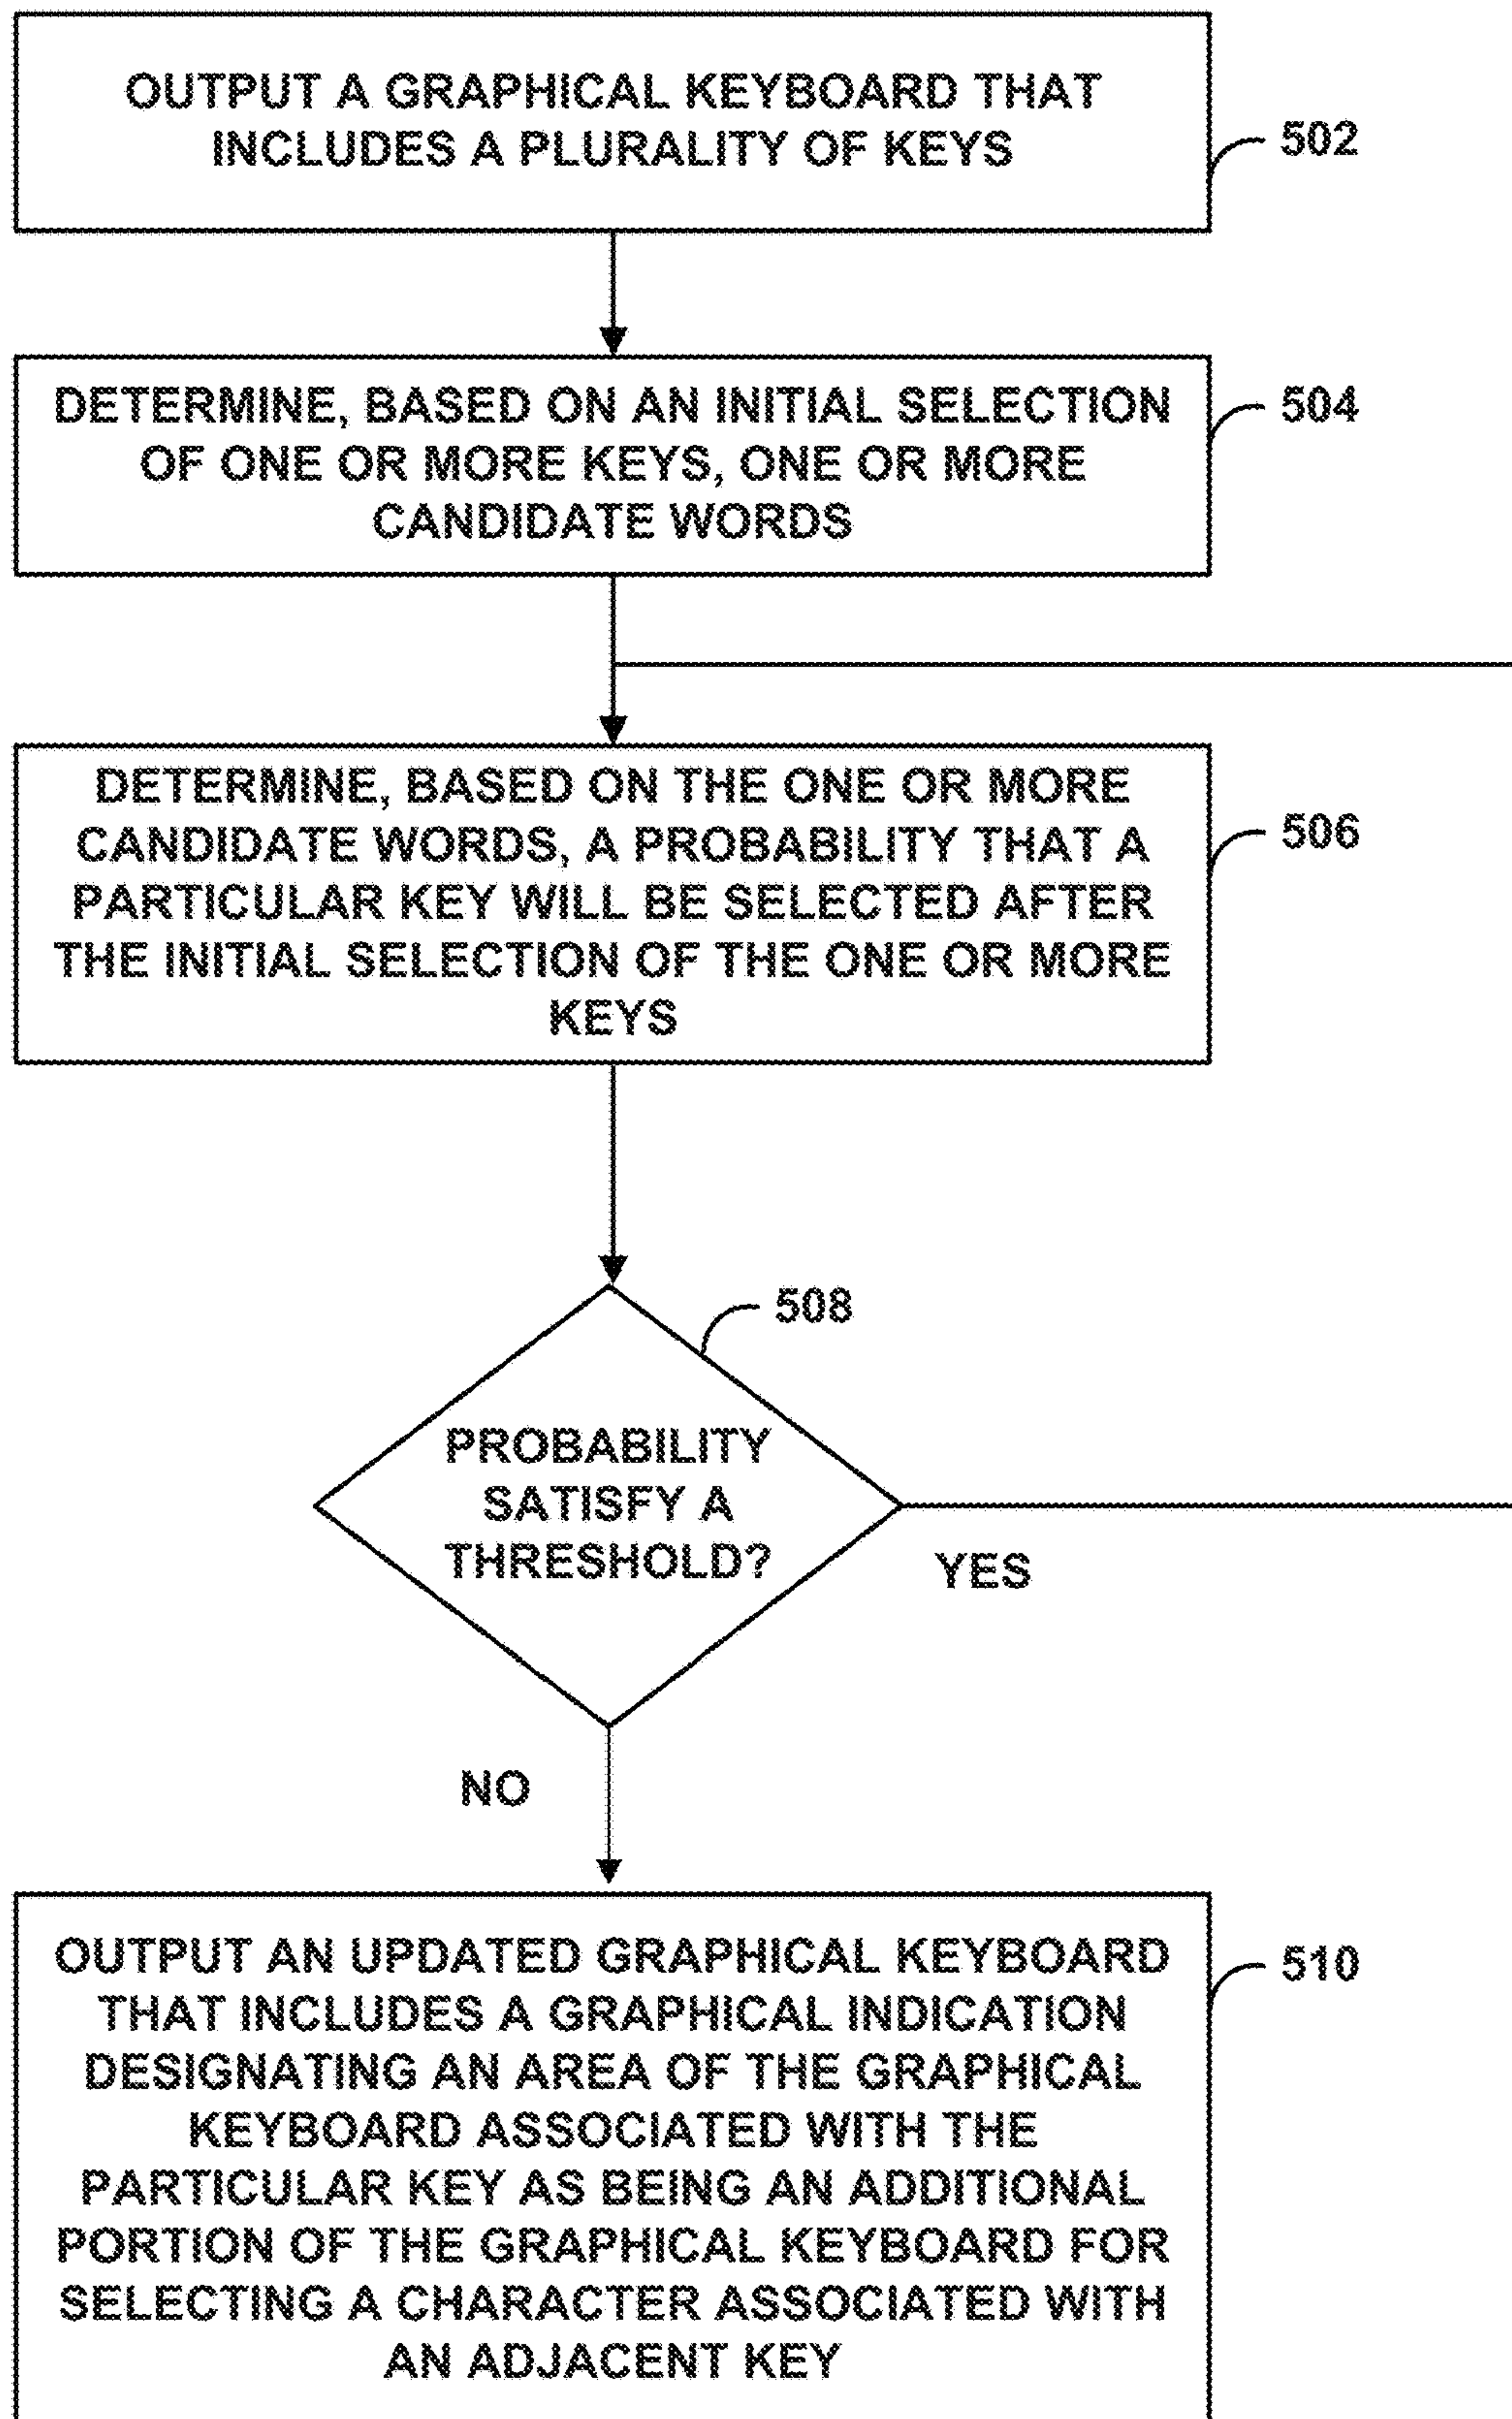 OUTPUT A GRAPHICAL KEYBOARD THAT
INCLUDES A PLURALITY OF KEYS
502
DETERMINE, BASED ON AN INITIAL SELECTION
OF ONE OR MORE KEYS, ONE OR MORE
CANDIDATE WORDS
504
DETERMINE, BASED ON THE ONE OR MORE
CANDIDATE WORDS, A PROBABILITY THAT A
PARTICULAR KEY WILL BE SELECTED AFTER
THE INITIAL SELECTION OF THE ONE OR MORE
KEYS
506
508
PROBABILITY
SATISFY A
THRESHOLD?
YES
NO
OUTPUT AN UPDATED GRAPHICAL KEYBOARD
THAT INCLUDES A GRAPHICAL INDICATION
DESIGNATING AN AREA OF THE GRAPHICAL
KEYBOARD ASSOCIATED WITH THE
PARTICULAR KEY AS BEING AN ADDITIONAL
PORTION OF THE GRAPHICAL KEYBOARD FOR
SELECTING A CHARACTER ASSOCIATED WITH
AN ADJACENT KEY
510